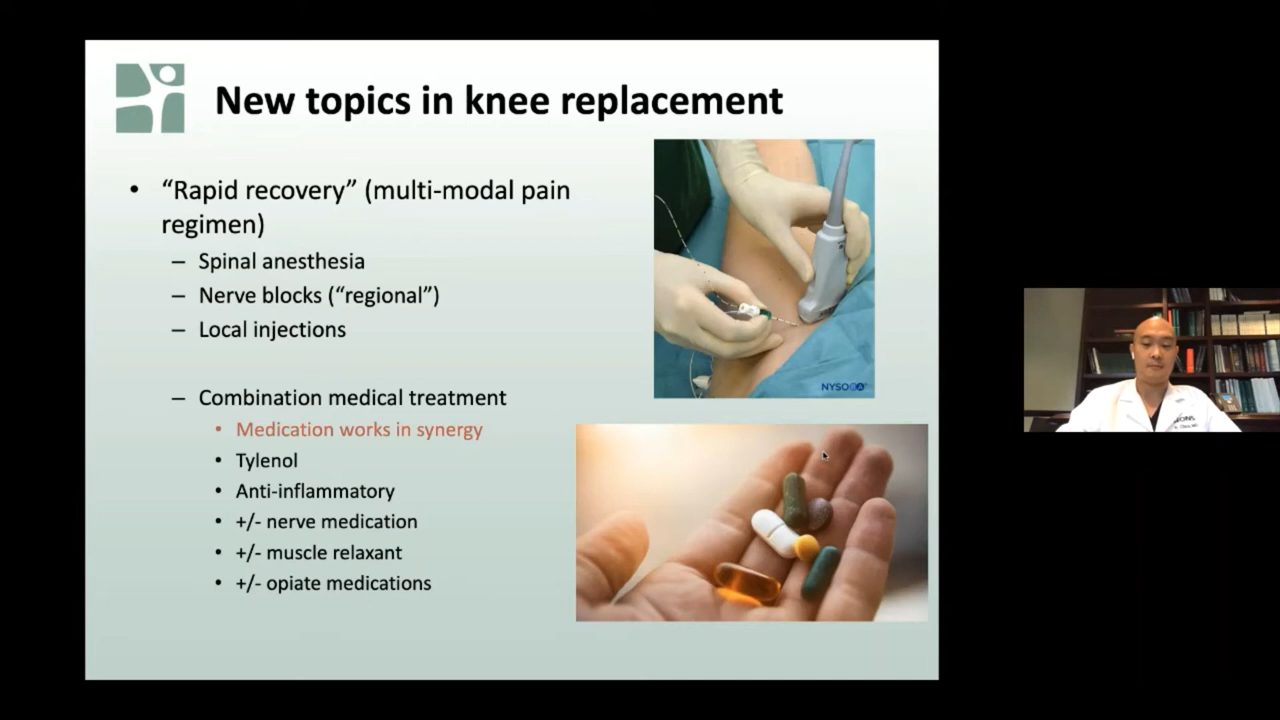 New topics in knee replacement
• “Rapid recovery” (multi-modal pain
regimen)
– Spinal anesthesia
– Nerve blocks (“regional”)
– Local injections
– Combination medical treatment
• Medication works in synergy
• Tylenol
• Anti-inflammatory
• +/- nerve medication
• +/- muscle relaxant
• +/- opiate medications
NYSORA